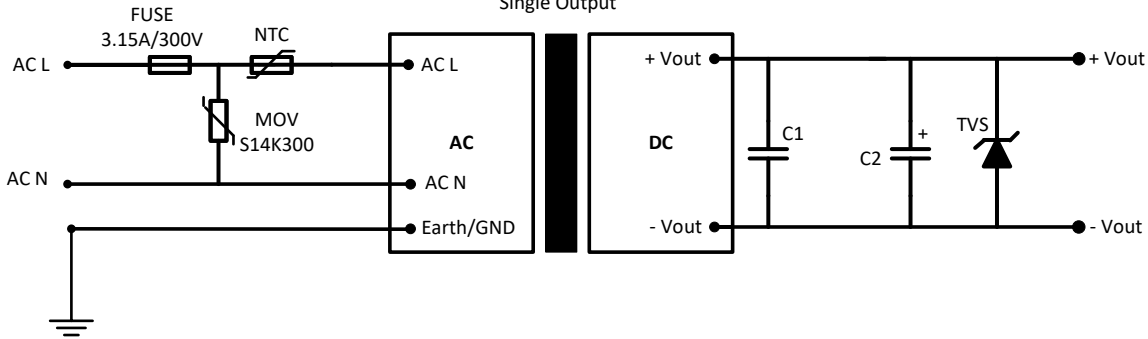 Single Output
FUSE
3.15A/300V
NTC
AC L
AC L
MOV
S14K300
AC N
AC N
Earth/GND
AC
DC
+ Vout
- Vout
C1
C2
+
TVS
+ Vout
- Vout